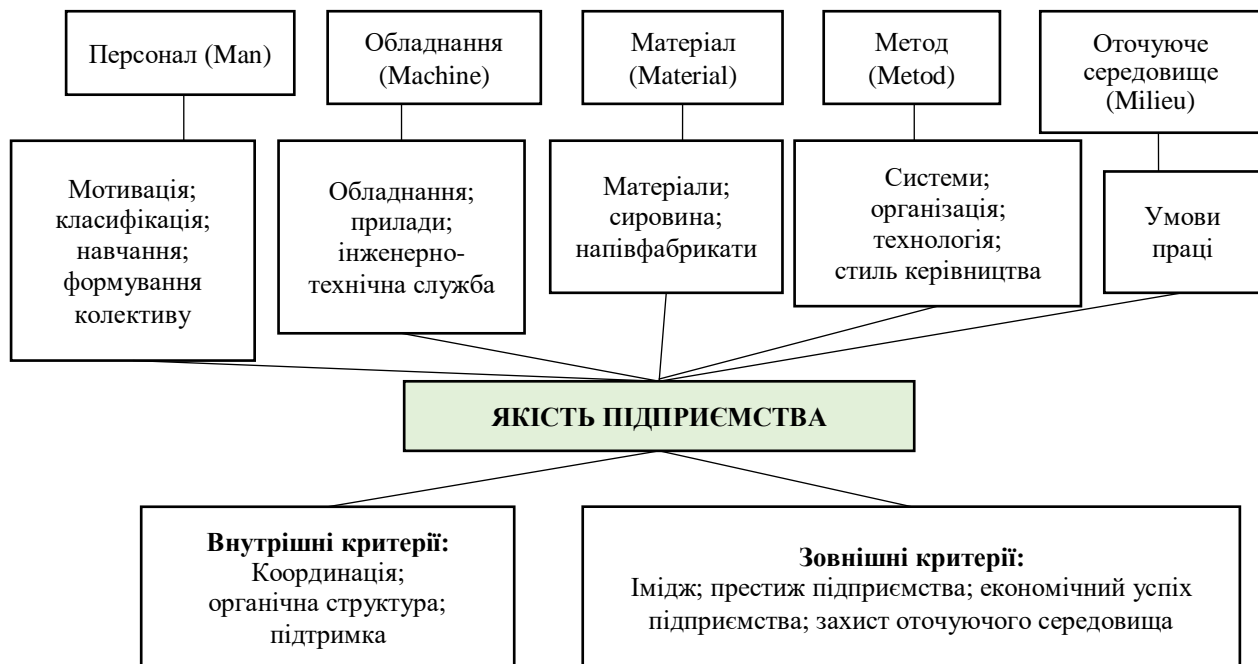 Персонал (Man)
Обладнання
(Machine)
Матеріал
(Material)
Метод
(Metod)
Оточуюче
середовище
(Milieu)
Мотивація;
класифікація;
навчання;
формування
колективу
Обладнання;
прилади;
інженерно-
технічна служба
Матеріали;
сировина;
напівфабрикати
Системи;
організація;
технологія;
стиль керівництва
Умови
праці
ЯКІСТЬ ПІДПРИЄМСТВА
Внутрішні критерії:
Координація;
органічна структура;
підтримка
Зовнішні критерії:
Імідж; престиж підприємства; економічний успіх
підприємства; захист оточуючого середовища